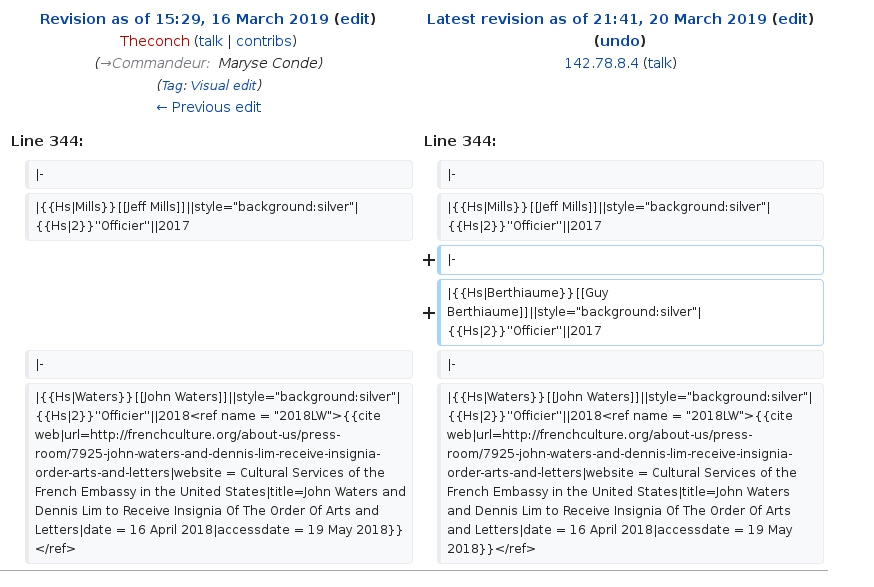 Revision as of 15:29, 16 March 2019 (edit)
Theconch (talk | contribs)
(→Commandeur: Maryse Conde)
(Tag: Visual edit)
← Previous edit
Latest revision as of 21:41, 20 March 2019 (edit)
(undo)
142.78.8.4 (talk)
Line 344:
Line 344:
|-
|-
|{{Hs|Mills}}[[Jeff Mills]]||style="background:silver"|
{{Hs|2}}''Officier''||2017
|{{Hs|Mills}}[[Jeff Mills]]||style="background:silver"|
{{Hs|2}}''Officier''||2017
+ |-
+ |{{Hs|Berthiaume}}[[Guy
Berthiaume]]||style="background:silver"|
{{Hs|2}}''Officier''||2017
|-
|-
|{{Hs|Waters}}[[John Waters]]||style="background:silver"|
{{Hs|2}}''Officier''||2018<ref name = "2018LW">{{cite
web|url=http://frenchculture.org/about-us/press-
room/7925-john-waters-and-dennis-lim-receive-insignia-
order-arts-and-letters|website = Cultural Services of the
French Embassy in the United States|title=John Waters and
Dennis Lim to Receive Insignia Of The Order Of Arts and
Letters|date = 16 April 2018|accessdate = 19 May 2018}}
</ref>
|{{Hs|Waters}}[[John Waters]]||style="background:silver"|
{{Hs|2}}''Officier''||2018<ref name = "2018LW">{{cite
web|url=http://frenchculture.org/about-us/press-
room/7925-john-waters-and-dennis-lim-receive-insignia-
order-arts-and-letters|website = Cultural Services of the
French Embassy in the United States|title=John Waters
and Dennis Lim to Receive Insignia Of The Order Of Arts
and Letters|date = 16 April 2018|accessdate = 19 May
2018}}</ref>